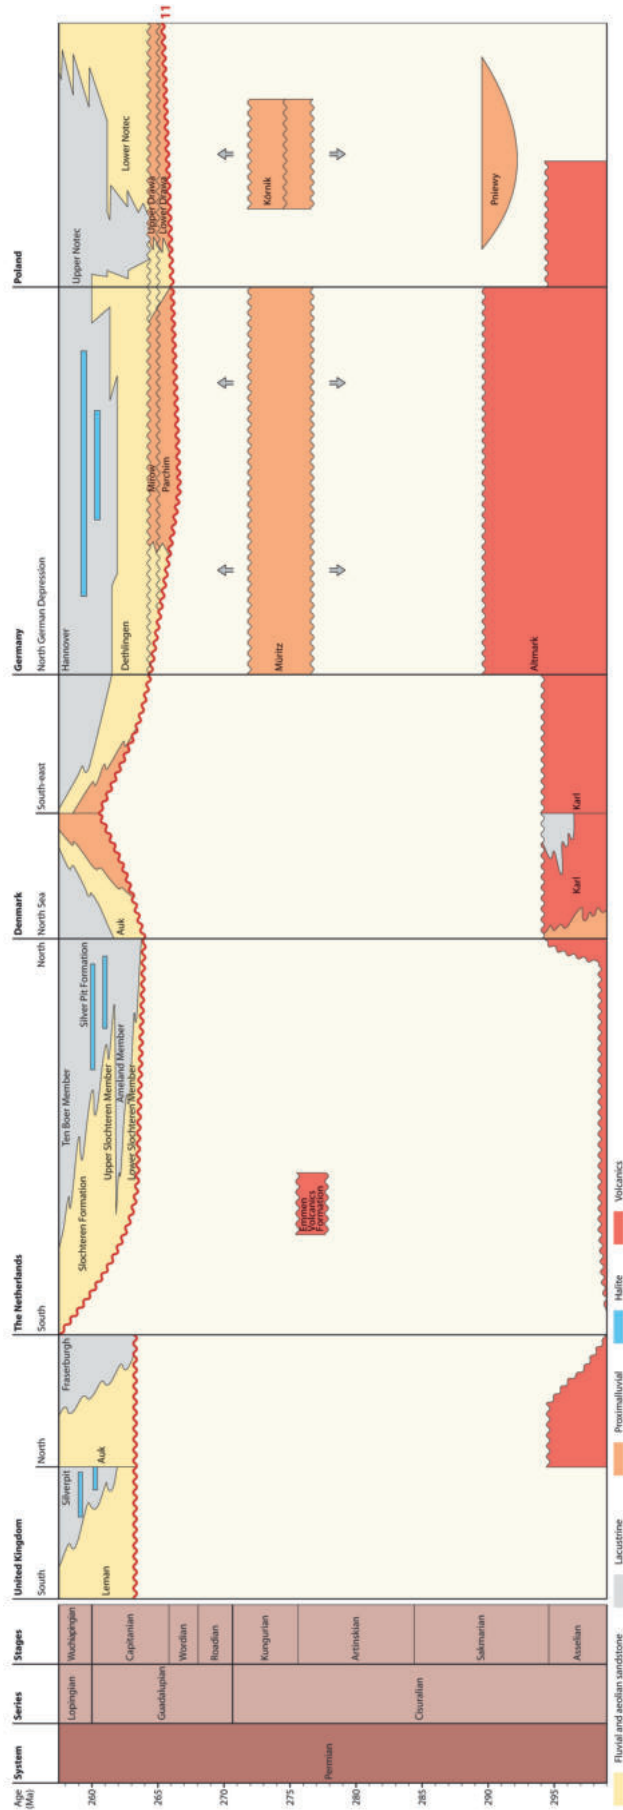 Age (Ma)
System
Series
Stages
United Kingdom
The Netherlands
Denmark
Germany
Poland
South
North
South
North
North Sea
South-east
North German Depression
11
260
265
270
275
280
285
290
295
Permian
Lopingian
Guadalupian
Cisuralian
Wuchiapingian
Capitanian
Wordian
Roadian
Kungurian
Artinskian
Sakmarian
Asselian
Leman
Silverpit
Auk
Fraserburgh
Slochteren Formation
Ten Boer Member
Silver Pit Formation
Upper Slochteren Member
Ameland Member
Lower Slochteren Member
Emmen
Volcanics
Formation
Auk
Karl
Karl
Hannover
Dethlingen
Mirow
Parchim
Müritz
Altmark
Upper Notec
Lower Notec
Upper Drawa
Lower Drawa
Kórnik
Pniewy
Fluvial and aeolian sandstone
Lacustrine
Proximalluvial
Halite
Volcanics